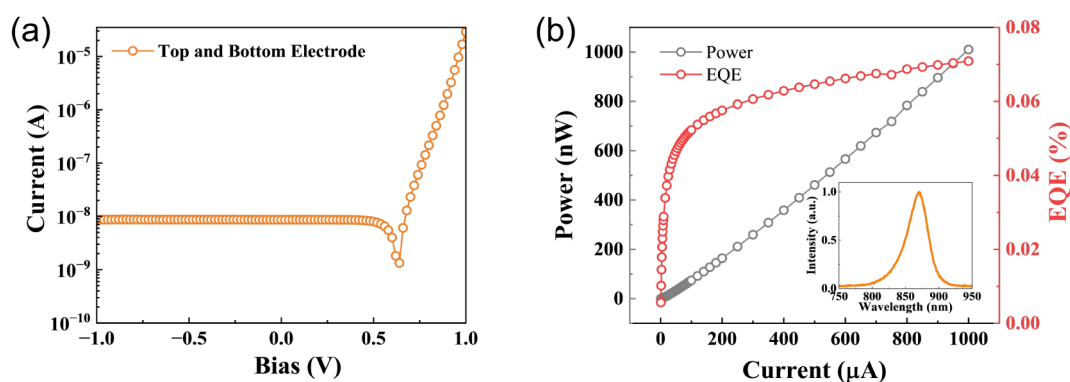 (a)
Top and Bottom Electrode
Current (A)
10⁻⁵
10⁻⁶
10⁻⁷
10⁻⁸
10⁻⁹
10⁻¹⁰
−1.0 −0.5 0.0 0.5 1.0
Bias (V)
(b)
Power
EQE
Power (nW)
1000
800
600
400
200
0
0 200 400 600 800 1000
Current (μA)
EQE (%)
0.08
0.06
0.04
0.02
0.00
Intensity (a.u.)
1.0
0.5
0.0
750 800 850 900 950
Wavelength (nm)